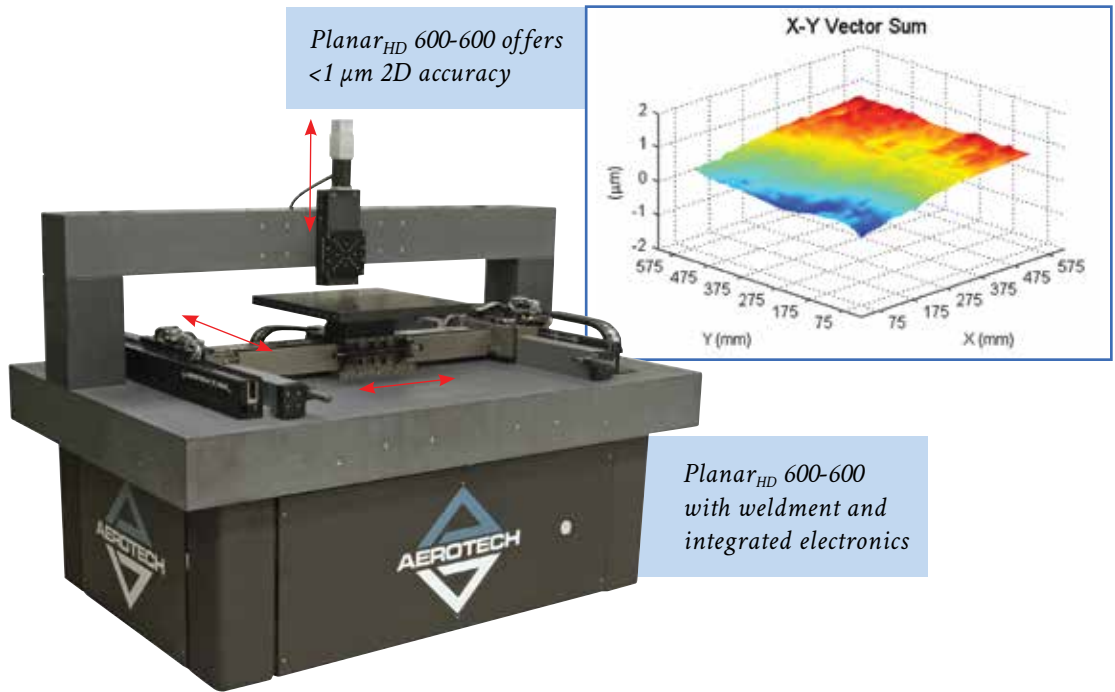 Planar_HD 600-600 offers
<1 µm 2D accuracy
X-Y Vector Sum
2
1
0
-1
-2
(µm)
575
475
375
275
175
75
Y (mm)
75
175
275
375
475
575
X (mm)
Planar_HD 600-600
with weldment and
integrated electronics
AEROTECH
AEROTECH